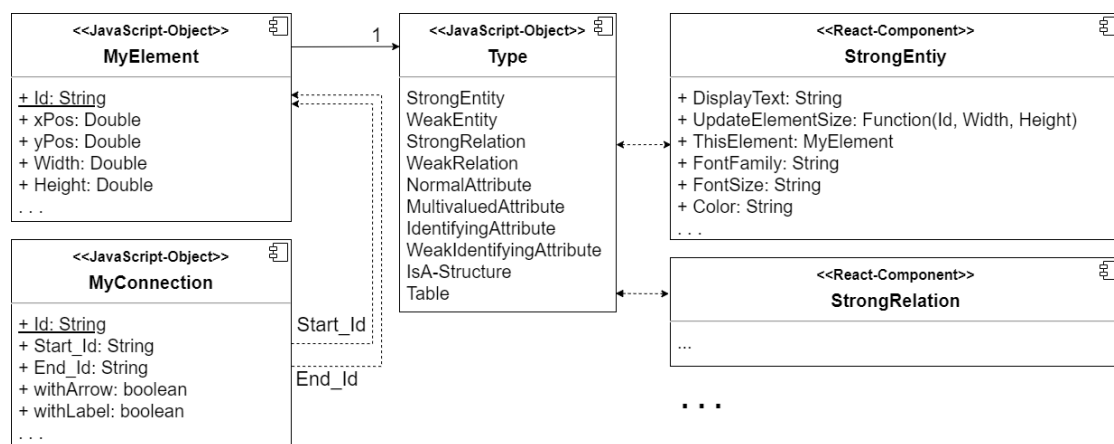 <<JavaScript-Object>>
MyElement
+ Id: String
+ xPos: Double
+ yPos: Double
+ Width: Double
+ Height: Double
. . .
1
<<JavaScript-Object>>
Type
StrongEntity
WeakEntity
StrongRelation
WeakRelation
NormalAttribute
MultivaluedAttribute
IdentifyingAttribute
WeakIdentifyingAttribute
IsA-Structure
Table
<<React-Component>>
StrongEntiy
+ DisplayText: String
+ UpdateElementSize: Function(Id, Width, Height)
+ ThisElement: MyElement
+ FontFamily: String
+ FontSize: String
+ Color: String
. . .
<<JavaScript-Object>>
MyConnection
+ Id: String
+ Start_Id: String
+ End_Id: String
+ withArrow: boolean
+ withLabel: boolean
. . .
Start_Id
End_Id
<<React-Component>>
StrongRelation
...
. . .